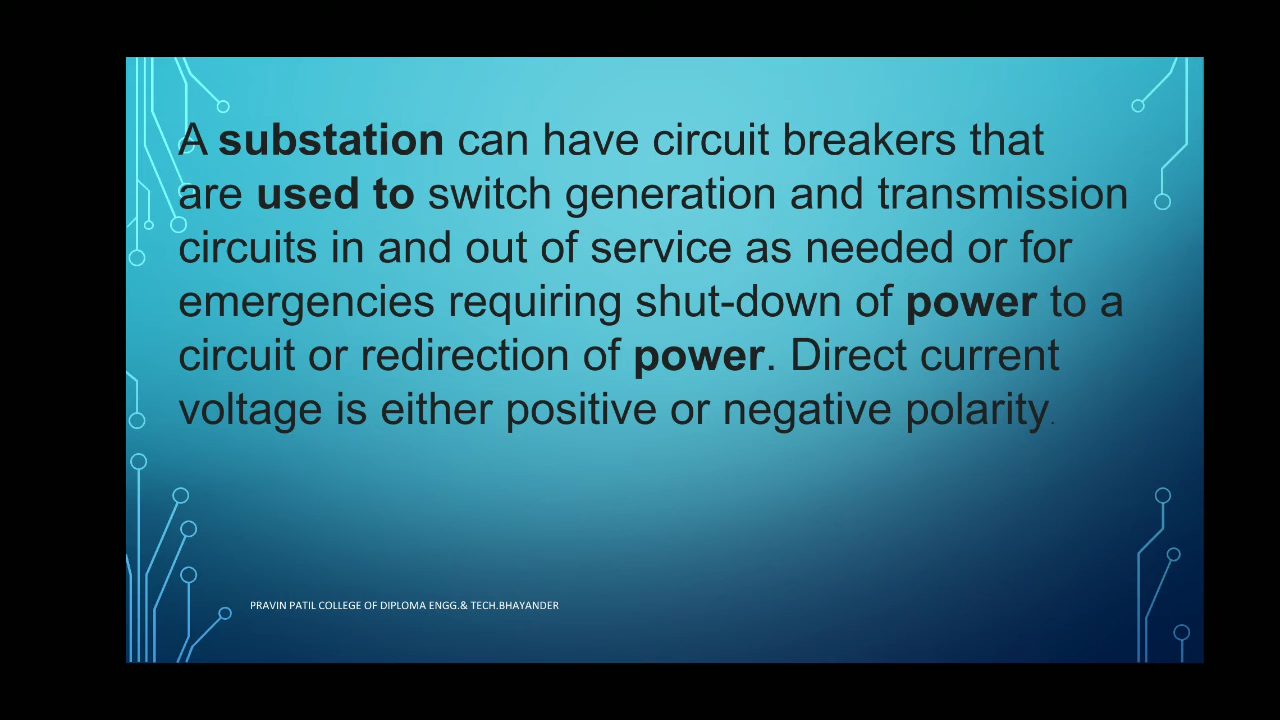 A substation can have circuit breakers that
are used to switch generation and transmission
circuits in and out of service as needed or for
emergencies requiring shut-down of power to a
circuit or redirection of power. Direct current
voltage is either positive or negative polarity.
PRAVIN PATIL COLLEGE OF DIPLOMA ENGG.& TECH.BHAYANDER